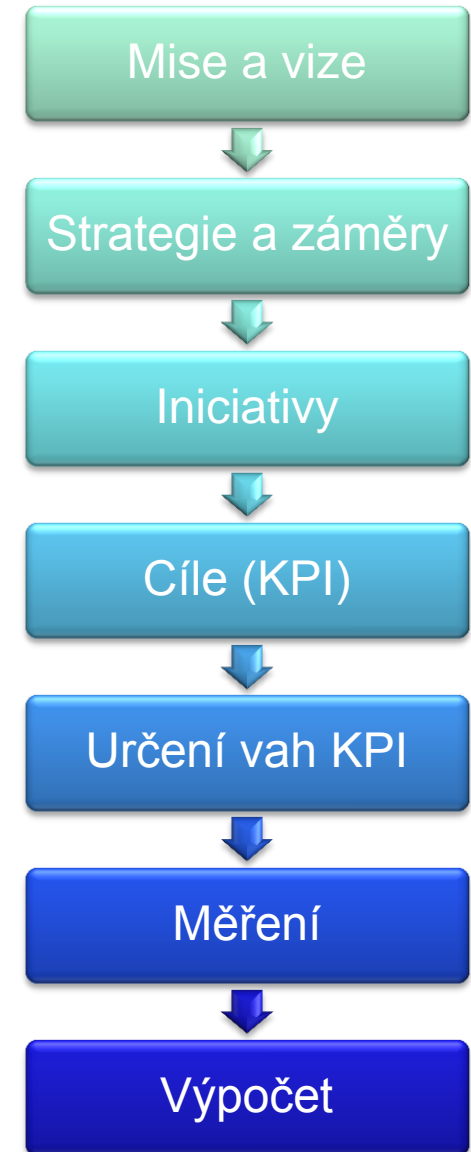 Mise a vize
Strategie a záměry
Iniciativy
Cíle (KPI)
Určení vah KPI
Měření
Výpočet